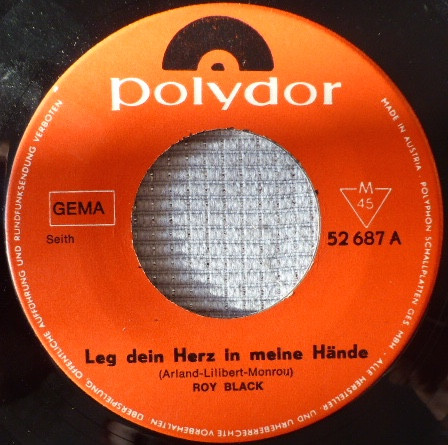 polydor
GEMA
Seith
M
45
52 687 A
Leg dein Herz in meine Hände
(Arland-Lilibert-Monrou)
ROY BLACK
MADE IN AUSTRIA · POLYPHON SCHALLPLATTEN GES. MBH · ALLE HERSTELLER- UND URHEBERRECHTE VORBEHALTEN · ÜBERSPIELUNG, ÖFFENTLICHE AUFFÜHRUNG UND RUNDFUNKSENDUNG VERBOTEN